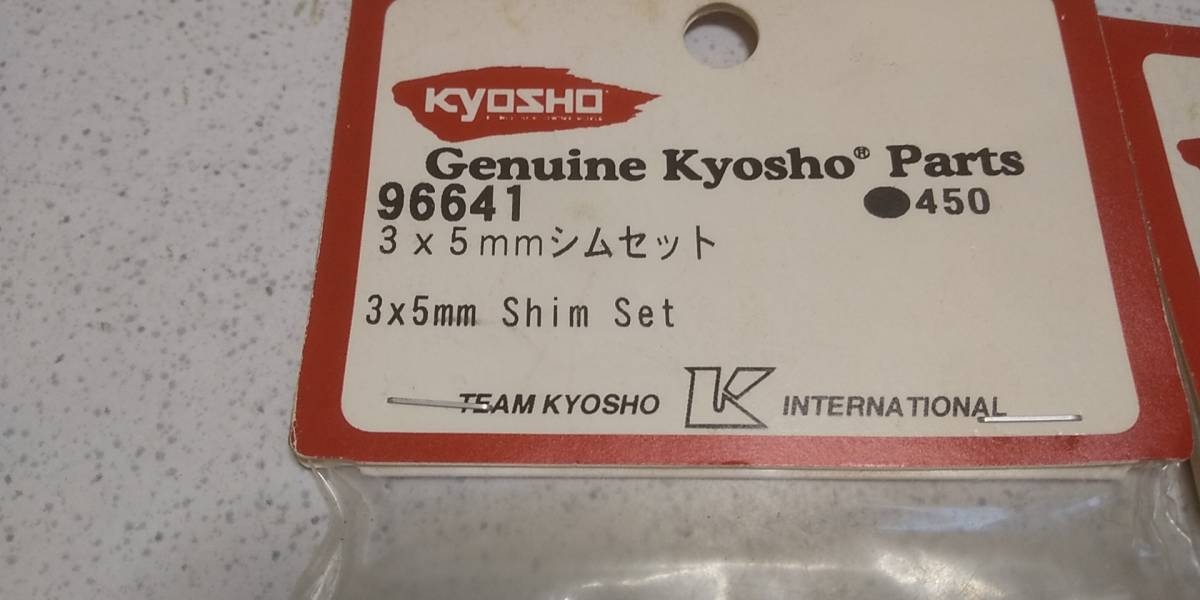 KYOSHO
Genuine Kyosho® Parts
96641 ●450
3x5mmシムセット
3x5mm Shim Set
TEAM KYOSHO K INTERNATIONAL